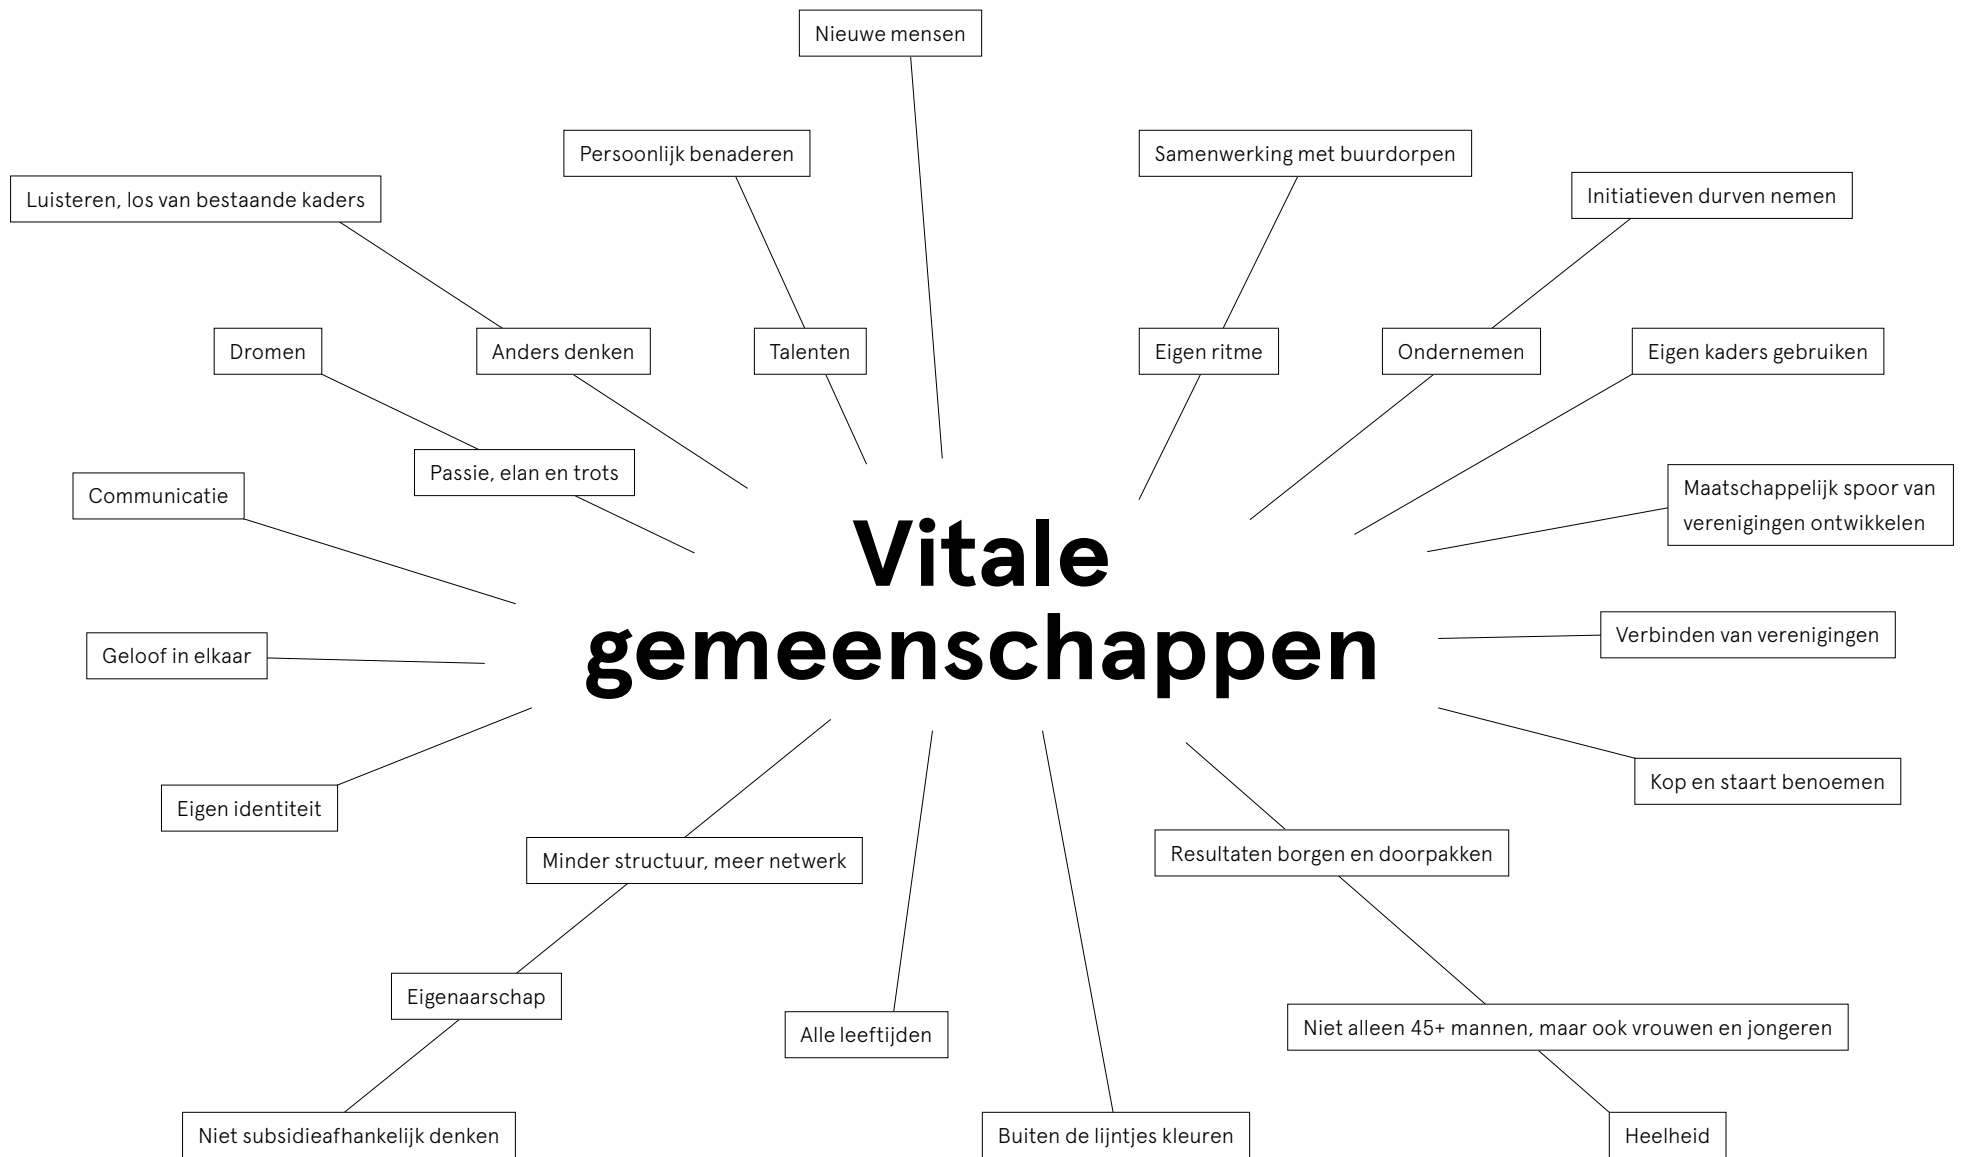 Nieuwe mensen
Persoonlijk benaderen
Samenwerking met buurdorpen
Luisteren, los van bestaande kaders
Initiatieven durven nemen
Dromen
Anders denken
Talenten
Eigen ritme
Ondernemen
Eigen kaders gebruiken
Passie, elan en trots
Communicatie
Maatschappelijk spoor van
verenigingen ontwikkelen
Vitale
gemeenschappen
Geloof in elkaar
Verbinden van verenigingen
Eigen identiteit
Kop en staart benoemen
Minder structuur, meer netwerk
Resultaten borgen en doorpakken
Eigenaarschap
Alle leeftijden
Niet alleen 45+ mannen, maar ook vrouwen en jongeren
Niet subsidieafhankelijk denken
Buiten de lijntjes kleuren
Heelheid